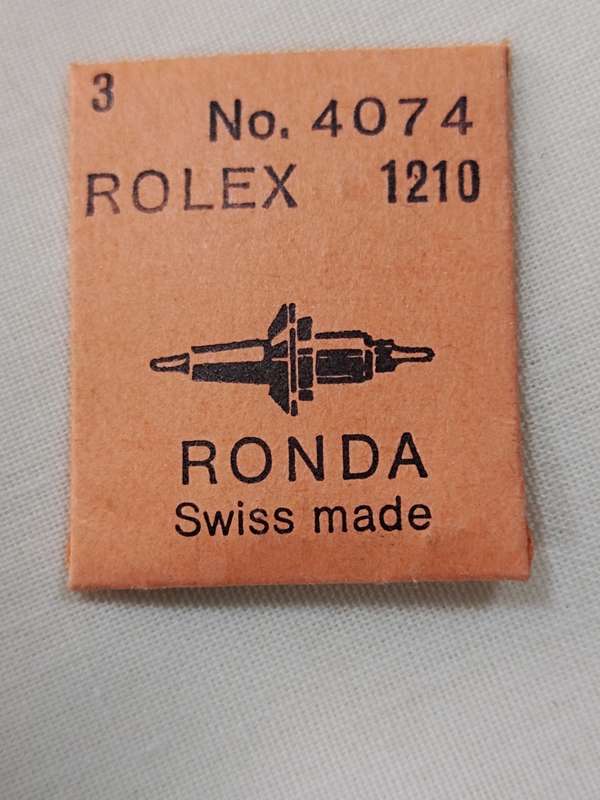 3
No. 4074
ROLEX 1210
RONDA
Swiss made